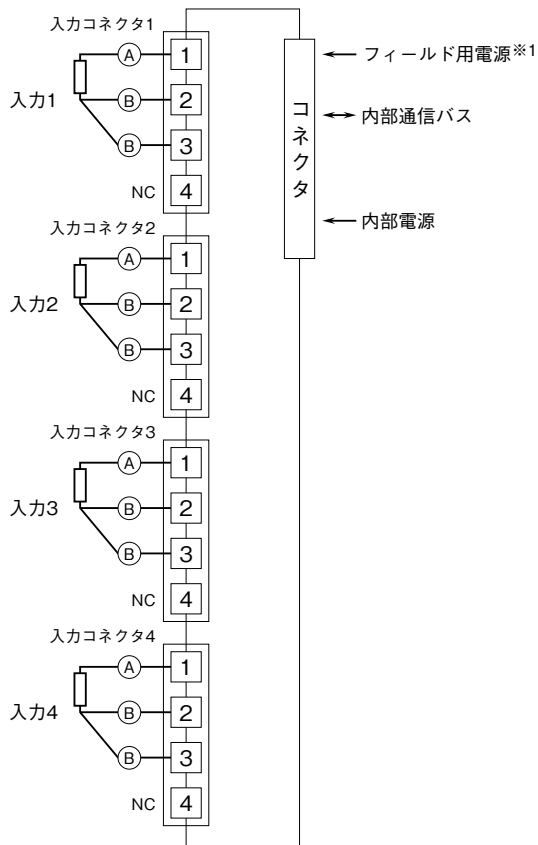 入力コネクタ1
A
1
入力1
B
2
B
3
NC
4
入力コネクタ2
A
1
入力2
B
2
B
3
NC
4
入力コネクタ3
A
1
入力3
B
2
B
3
NC
4
入力コネクタ4
A
1
入力4
B
2
B
3
NC
4
コネクタ
フィールド用電源※1
内部通信バス
内部電源